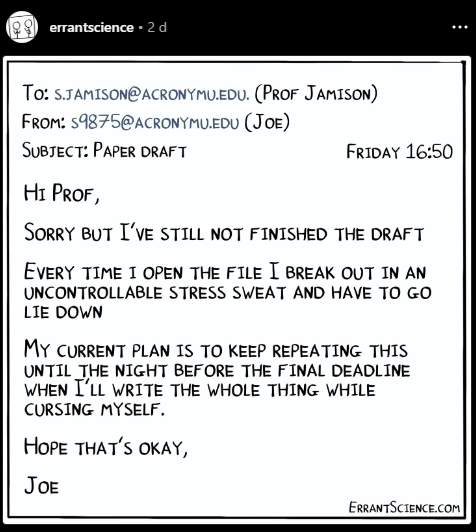 errantscience • 2 d
To: s.jamison@acronymu.edu. (Prof Jamison)
From: s9875@acronymu.edu (Joe)
Subject: Paper draft Friday 16:50
Hi Prof,
Sorry but I've still not finished the draft
Every time I open the file I break out in an
uncontrollable stress sweat and have to go
lie down
My current plan is to keep repeating this
until the night before the final deadline
when I'll write the whole thing while
cursing myself.
Hope that's okay,
Joe
ErrantScience.com